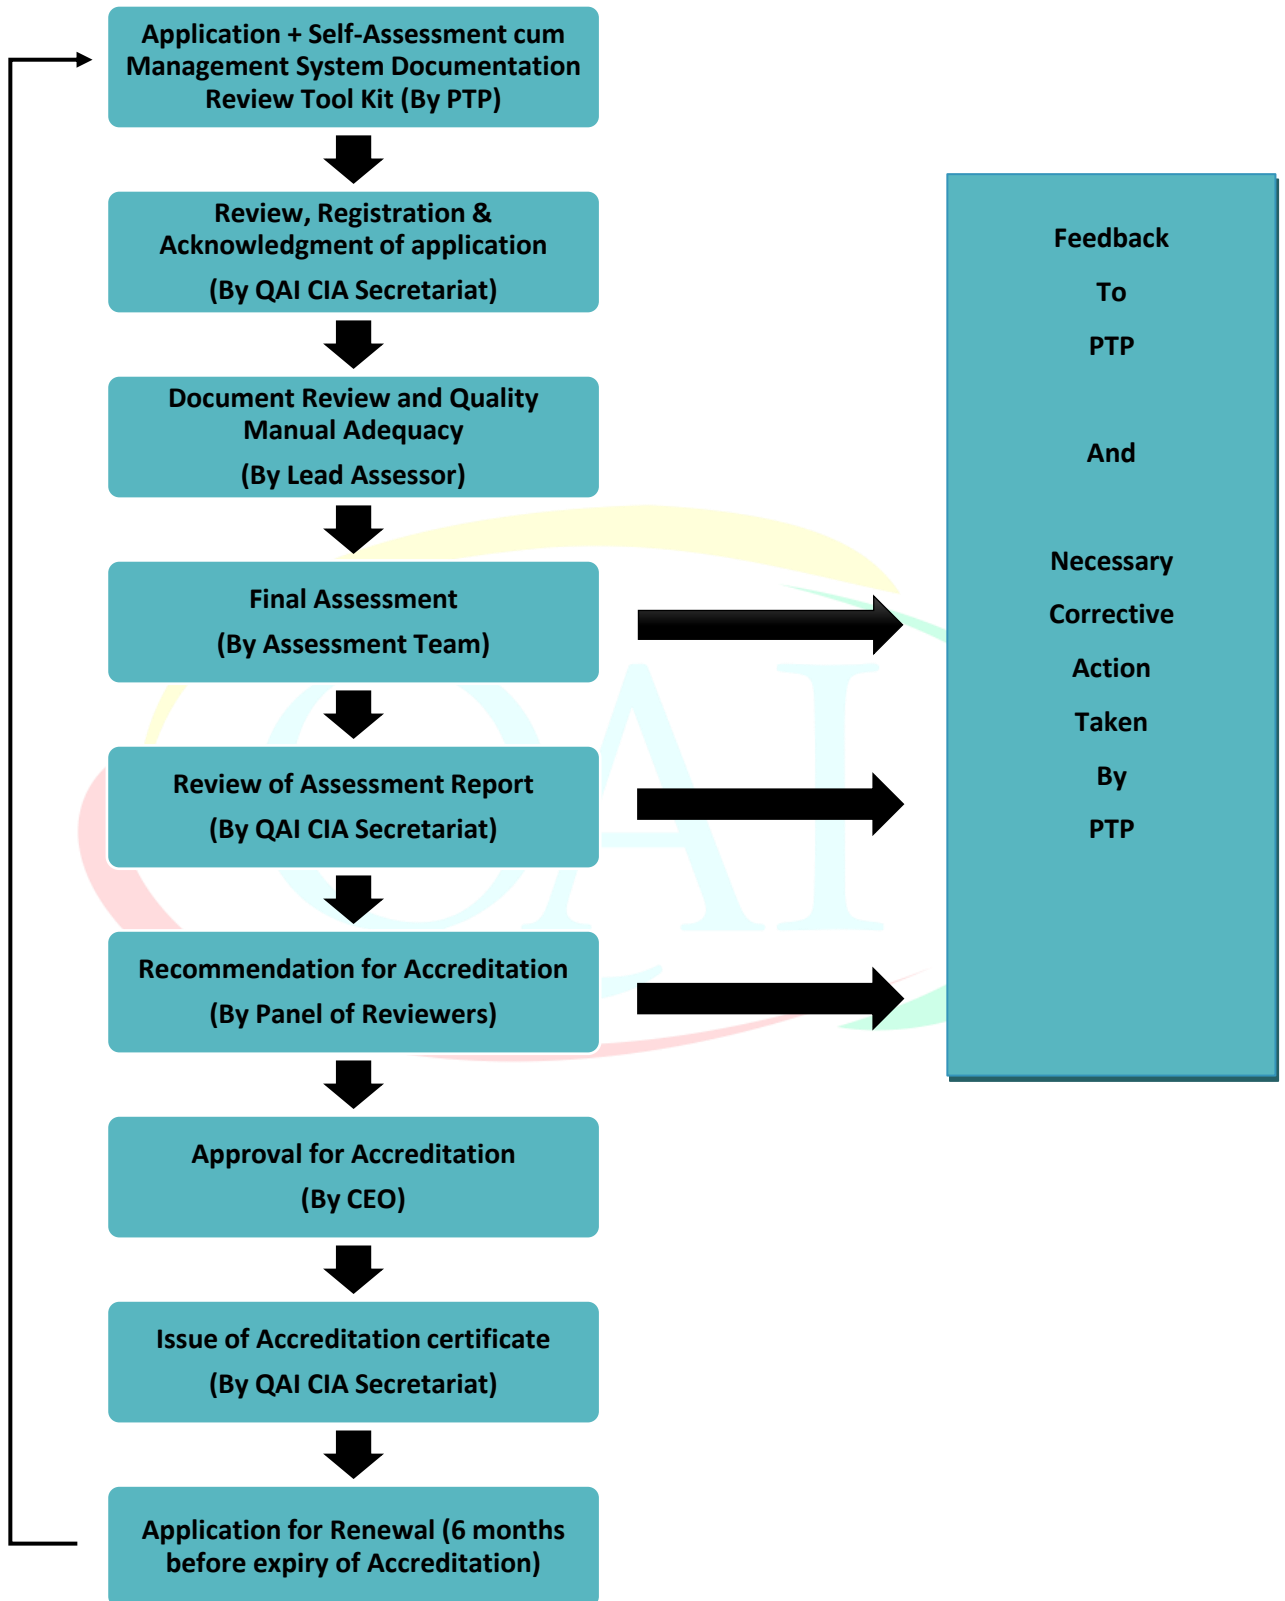 Application + Self-Assessment cum
Management System Documentation
Review Tool Kit (By PTP)
Review, Registration &
Acknowledgment of application
(By QAI CIA Secretariat)
Document Review and Quality
Manual Adequacy
(By Lead Assessor)
Final Assessment
(By Assessment Team)
Review of Assessment Report
(By QAI CIA Secretariat)
Recommendation for Accreditation
(By Panel of Reviewers)
Approval for Accreditation
(By CEO)
Issue of Accreditation certificate
(By QAI CIA Secretariat)
Application for Renewal (6 months
before expiry of Accreditation)
Feedback
To
PTP
And
Necessary
Corrective
Action
Taken
By
PTP
QAI